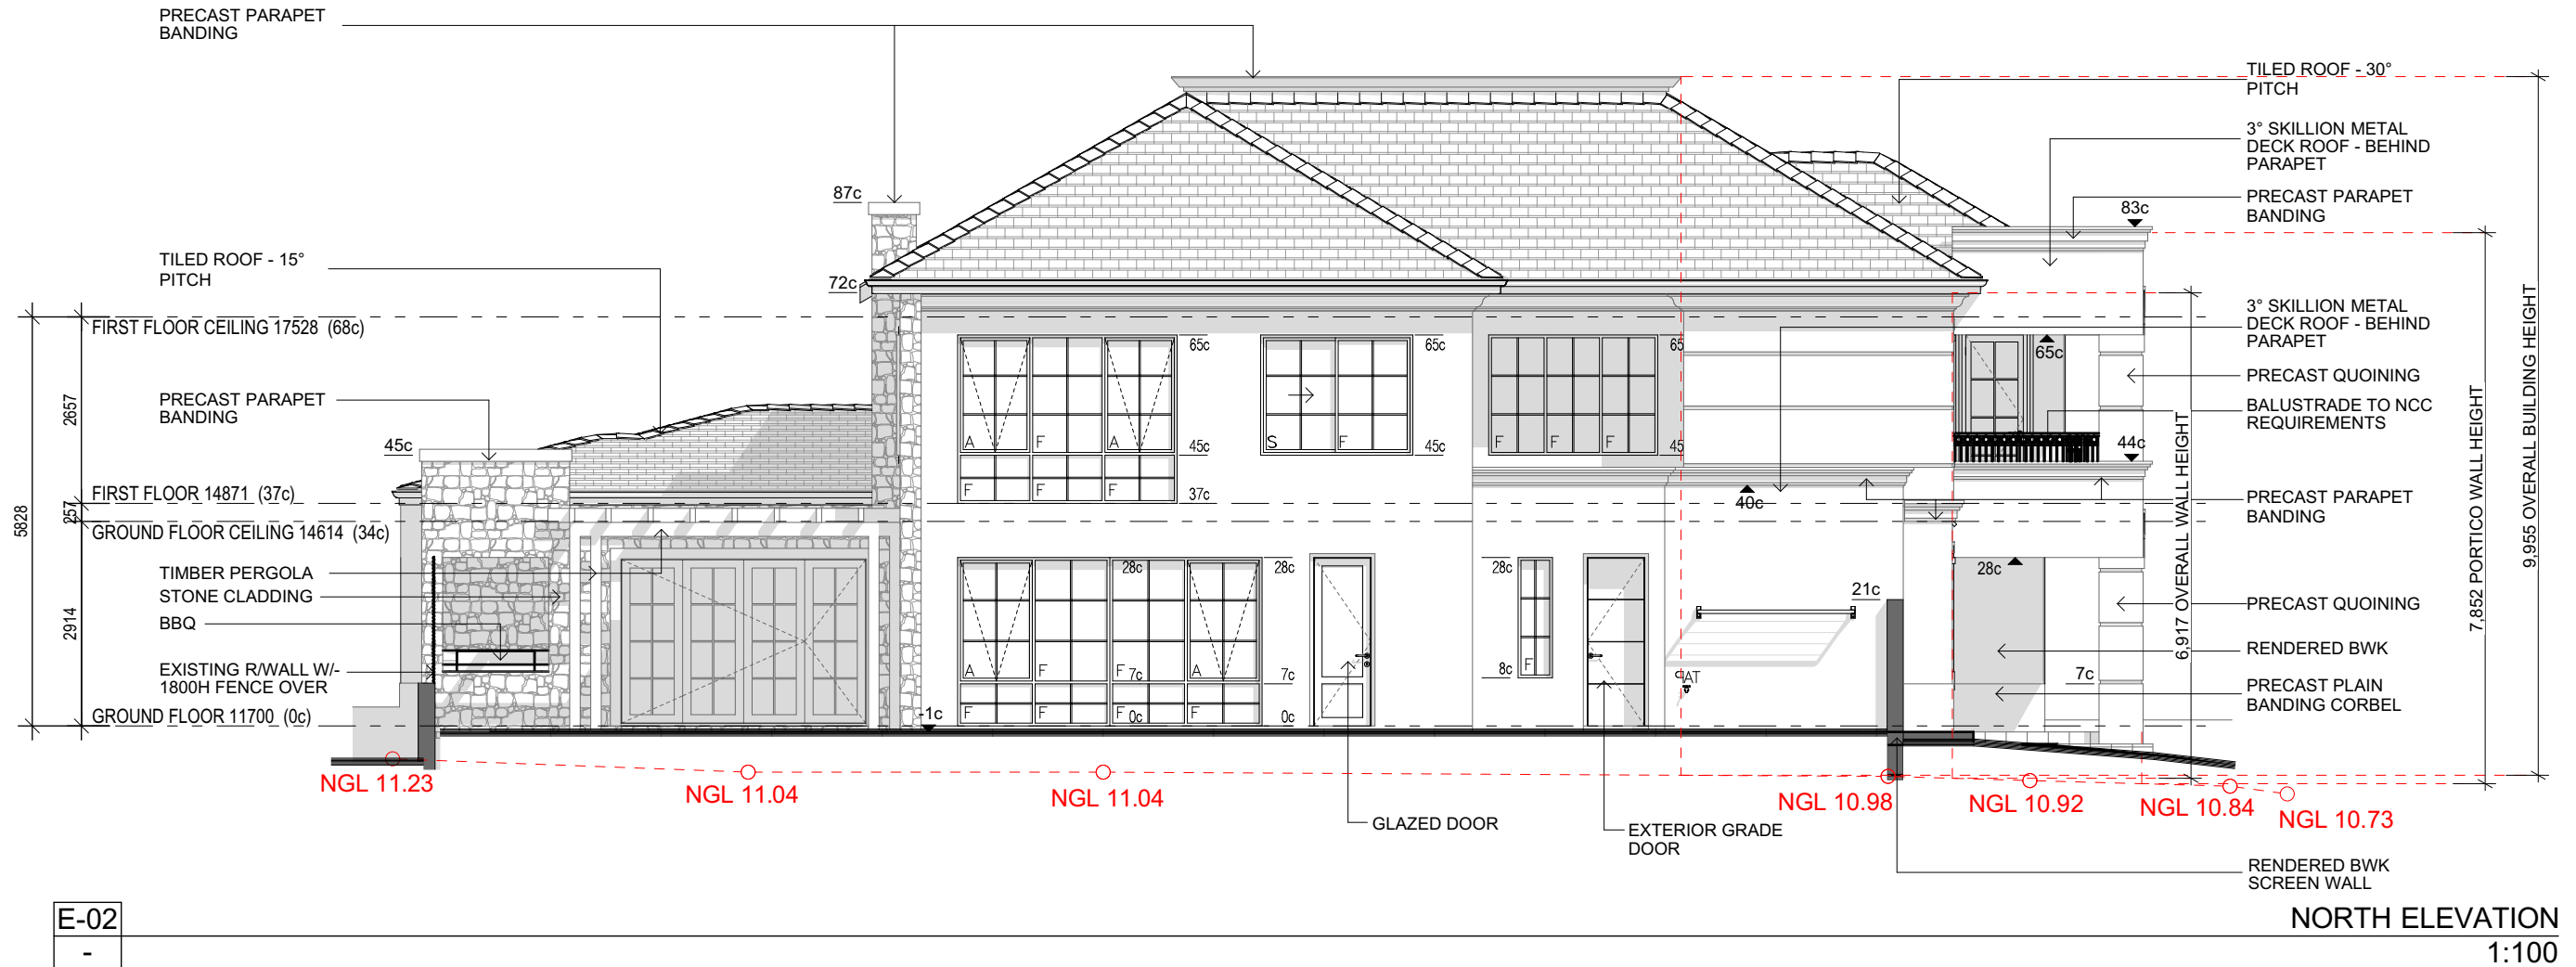 PRECAST PARAPET
BANDING
TILED ROOF - 30°
PITCH
3° SKILLION METAL
DECK ROOF - BEHIND
PARAPET
87c
PRECAST PARAPET
BANDING
83c
TILED ROOF - 15°
PITCH
72c
3° SKILLION METAL
DECK ROOF - BEHIND
PARAPET
FIRST FLOOR CEILING 17528 (68c)
65c
65c
65
65c
PRECAST QUOINING
PRECAST PARAPET
BANDING
BALUSTRADE TO NCC
REQUIREMENTS
2657
45c
A
F
A
45c
S
F
45c
F
F
F
45
44c
FIRST FLOOR 14871 (37c)
F
F
F
37c
40c
PRECAST PARAPET
BANDING
257
5828
GROUND FLOOR CEILING 14614 (34c)
TIMBER PERGOLA
28c
28c
28c
28c
STONE CLADDING
21c
PRECAST QUOINING
BBQ
2914
RENDERED BWK
EXISTING R/WALL W/-
1800H FENCE OVER
A
F
F
7c
A
7c
F
8c
7c
PRECAST PLAIN
BANDING CORBEL
GROUND FLOOR 11700 (0c)
-1c
F
F
F
0c
F
0c
6,917 OVERALL WALL HEIGHT
7,852 PORTICO WALL HEIGHT
9,955 OVERALL BUILDING HEIGHT
NGL 11.23
NGL 11.04
NGL 11.04
NGL 10.98
NGL 10.92
NGL 10.84
NGL 10.73
GLAZED DOOR
EXTERIOR GRADE
DOOR
RENDERED BWK
SCREEN WALL
E-02
-
NORTH ELEVATION
1:100